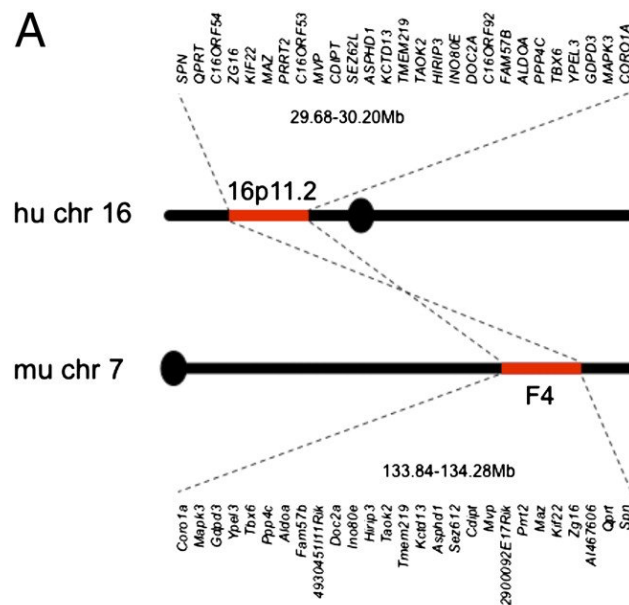 A
SPN
QPRT
C16ORF54
ZG16
KIF22
MAZ
PRRT2
C16ORF53
MVP
CDIPT
SEZ62L
ASPHD1
KCTD13
TMEM219
TAOK2
HIRIP3
INO80E
DOC2A
C16ORF92
FAM57B
ALDOA
PPP4C
TBX6
YPEL3
GDPD3
MAPK3
CORO1A
29.68-30.20Mb
16p11.2
hu chr 16
mu chr 7
F4
133.84-134.28Mb
Coro1a
Mapk3
Gdpd3
Ypel3
Tbx6
Ppp4c
Aldoa
Fam57b
4930451I11Rik
Doc2a
Ino80e
Hirip3
Taok2
Tmem219
Kctd13
Asphd1
Sez612
Cdipt
Mvp
2900092E17Rik
Prrt2
Maz
Kif22
Zg16
AI467606
Qprt
Spn